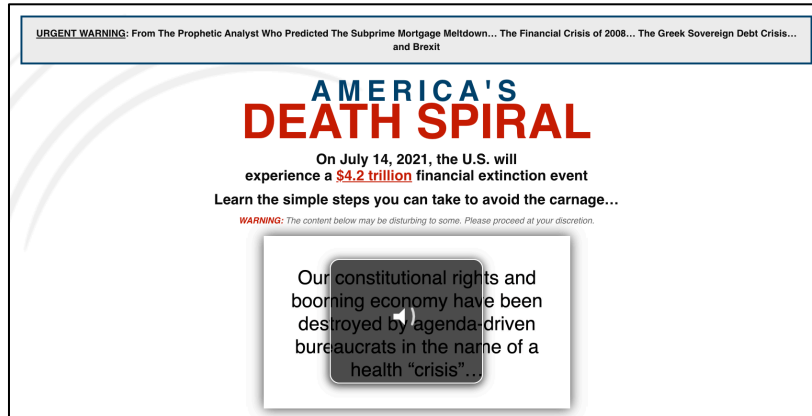 URGENT WARNING: From The Prophetic Analyst Who Predicted The Subprime Mortgage Meltdown… The Financial Crisis of 2008… The Greek Sovereign Debt Crisis…
and Brexit
AMERICA'S
DEATH SPIRAL
On July 14, 2021, the U.S. will
experience a $4.2 trillion financial extinction event
Learn the simple steps you can take to avoid the carnage…
WARNING: The content below may be disturbing to some. Please proceed at your discretion.
Our constitutional rights and
booming economy have been
destroyed by agenda-driven
bureaucrats in the name of a
health “crisis”…